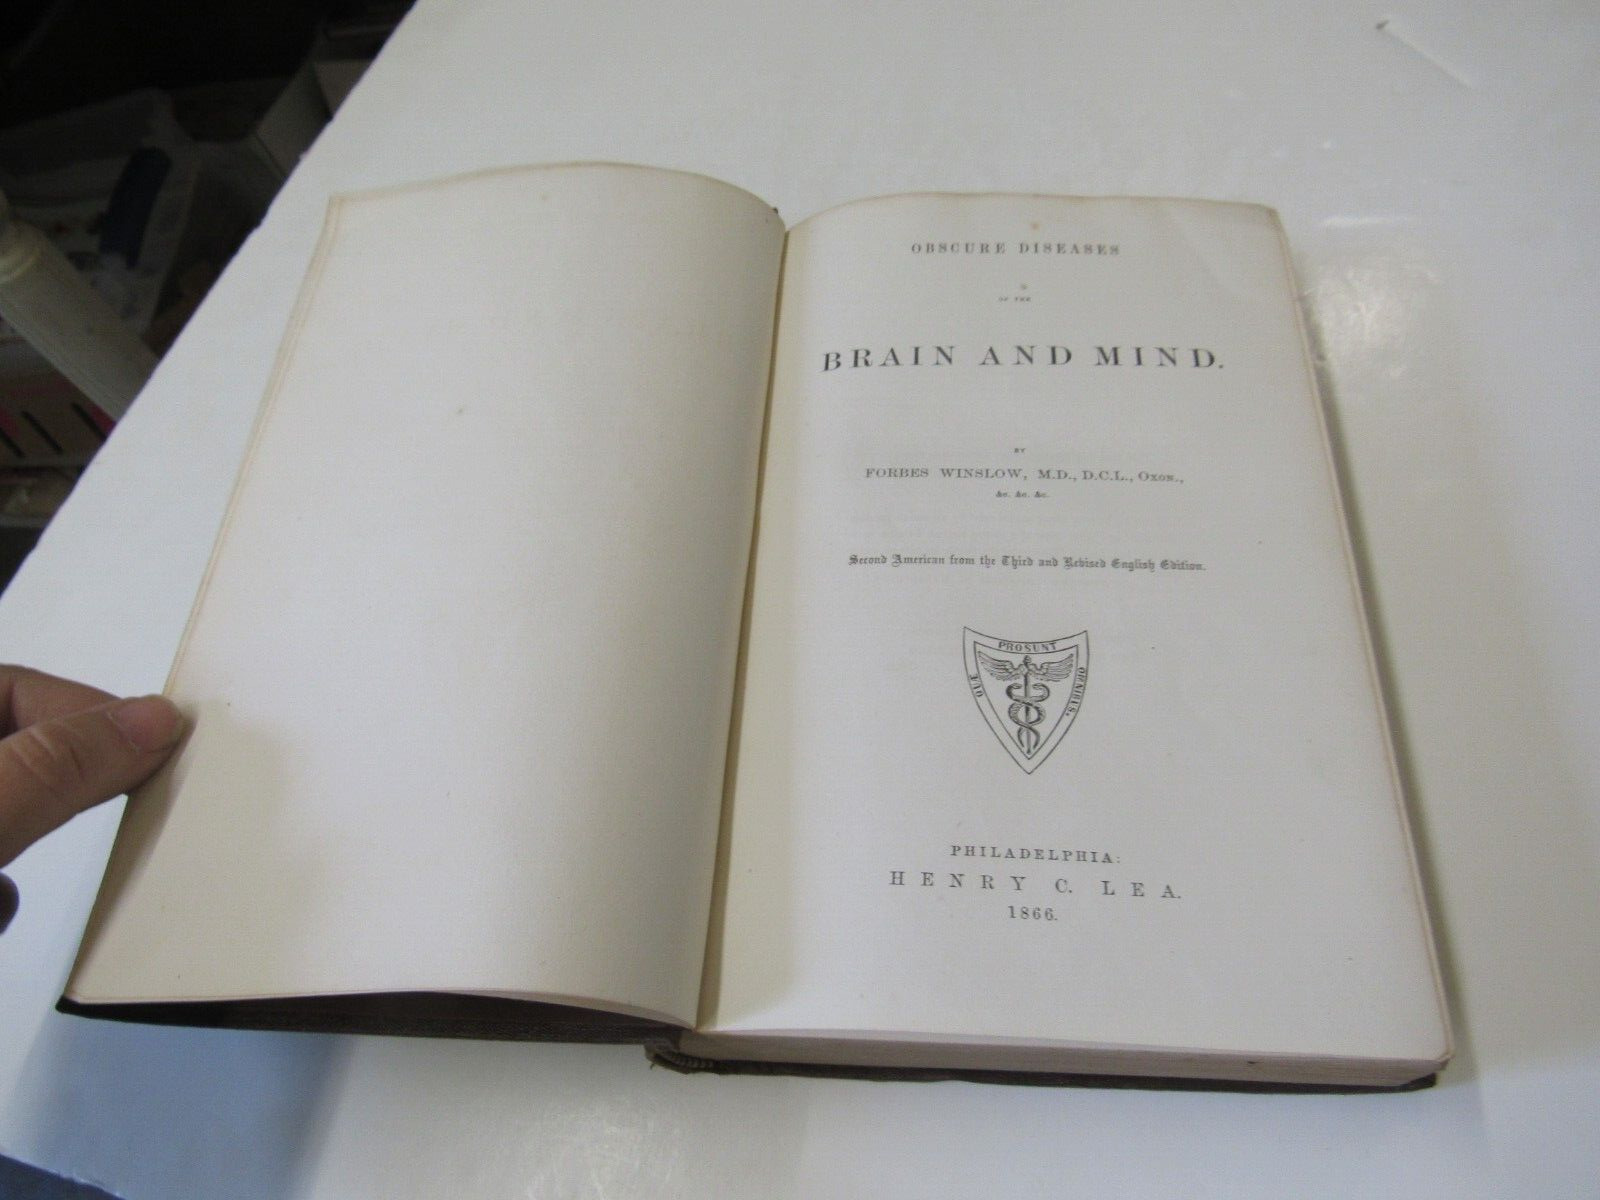 OBSCURE DISEASES
OF THE
BRAIN AND MIND.
BY
FORBES WINSLOW, M.D., D.C.L., OXON.,
&c. &c. &c.
Second American from the Third and Revised English Edition.
QUÆ
PROSUNT
OMNIBUS.
PHILADELPHIA:
HENRY C. LEA.
1866.